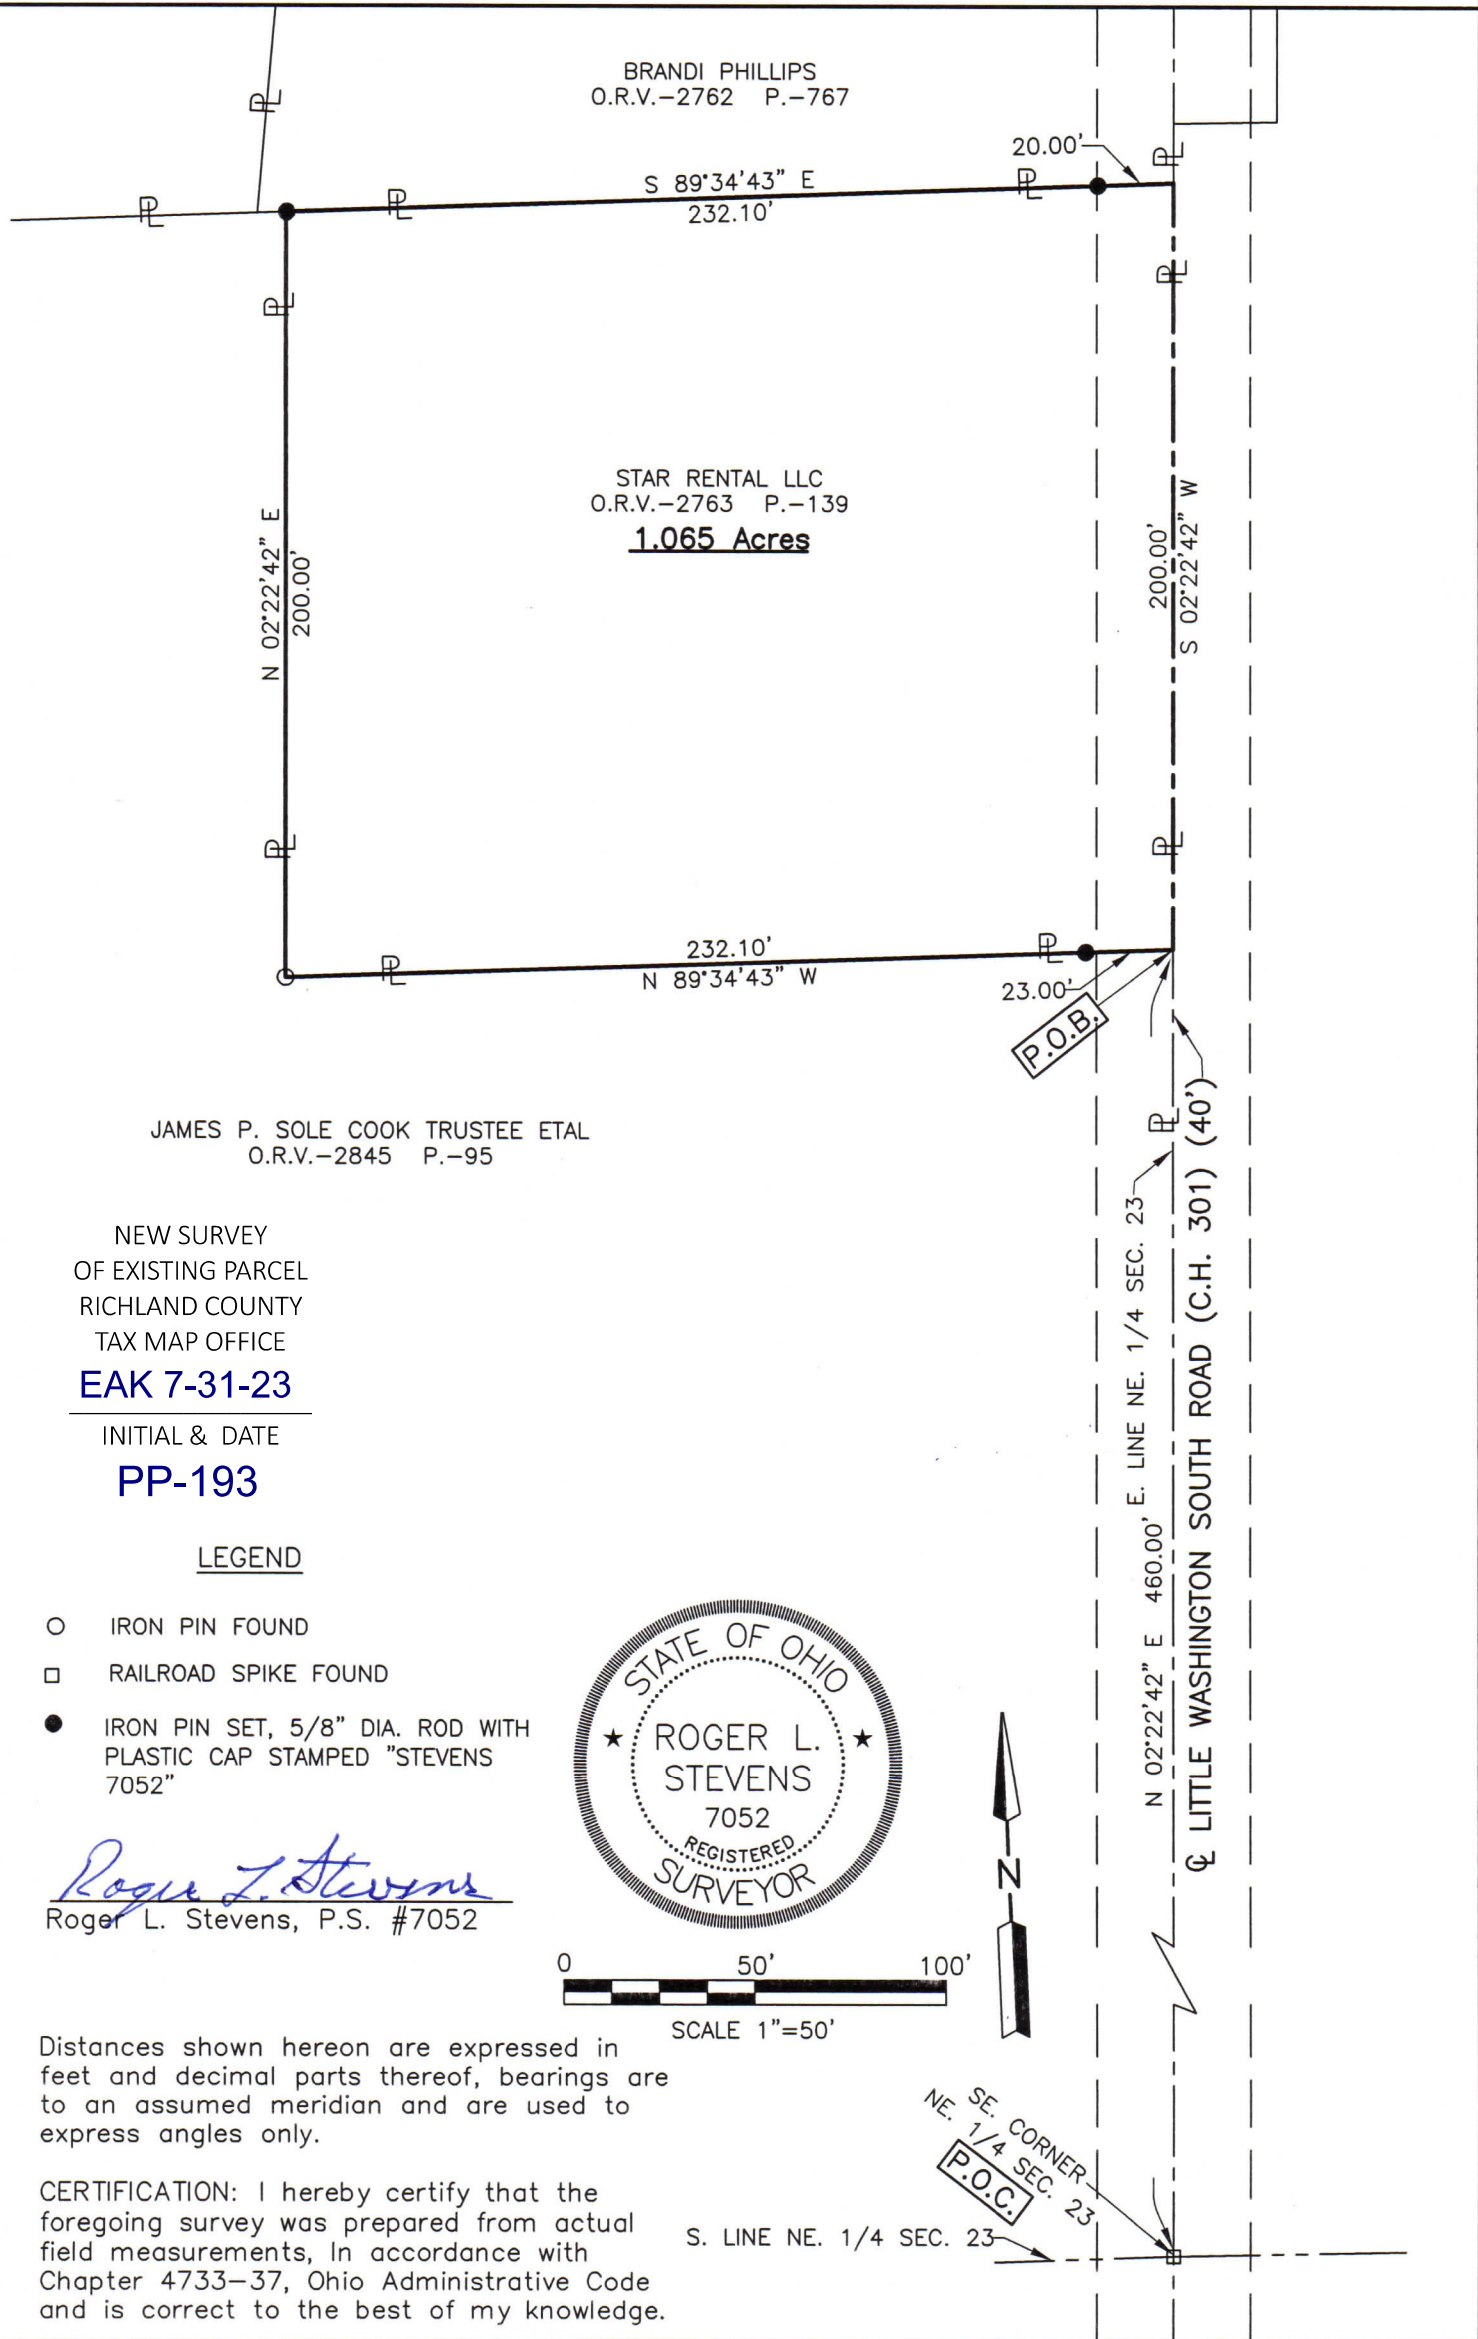 BRANDI PHILLIPS
O.R.V.-2762 P.-767
20.00'
S 89°34'43" E
232.10'
STAR RENTAL LLC
O.R.V.-2763 P.-139
1.065 Acres
N 02°22'42" E
200.00'
200.00'
S 02°22'42" W
232.10'
N 89°34'43" W
23.00'
P.O.B.
JAMES P. SOLE COOK TRUSTEE ETAL
O.R.V.-2845 P.-95
N 02°22'42" E 460.00' E. LINE NE. 1/4 SEC. 23
℄ LITTLE WASHINGTON SOUTH ROAD (C.H. 301) (40')
NEW SURVEY
OF EXISTING PARCEL
RICHLAND COUNTY
TAX MAP OFFICE
EAK 7-31-23
INITIAL & DATE
PP-193
LEGEND
IRON PIN FOUND
RAILROAD SPIKE FOUND
IRON PIN SET, 5/8" DIA. ROD WITH
PLASTIC CAP STAMPED "STEVENS
7052"
Roger L. Stevens
Roger L. Stevens, P.S. #7052
STATE OF OHIO
★ ROGER L. ★
STEVENS
7052
REGISTERED
SURVEYOR
N
0 50' 100'
SCALE 1"=50'
Distances shown hereon are expressed in
feet and decimal parts thereof, bearings are
to an assumed meridian and are used to
express angles only.
CERTIFICATION: I hereby certify that the
foregoing survey was prepared from actual
field measurements, In accordance with
Chapter 4733-37, Ohio Administrative Code
and is correct to the best of my knowledge.
SE. CORNER
NE. 1/4 SEC. 23
P.O.C.
S. LINE NE. 1/4 SEC. 23
℄
℄
℄
℄
℄
℄
℄
℄
℄
℄
℄
℄